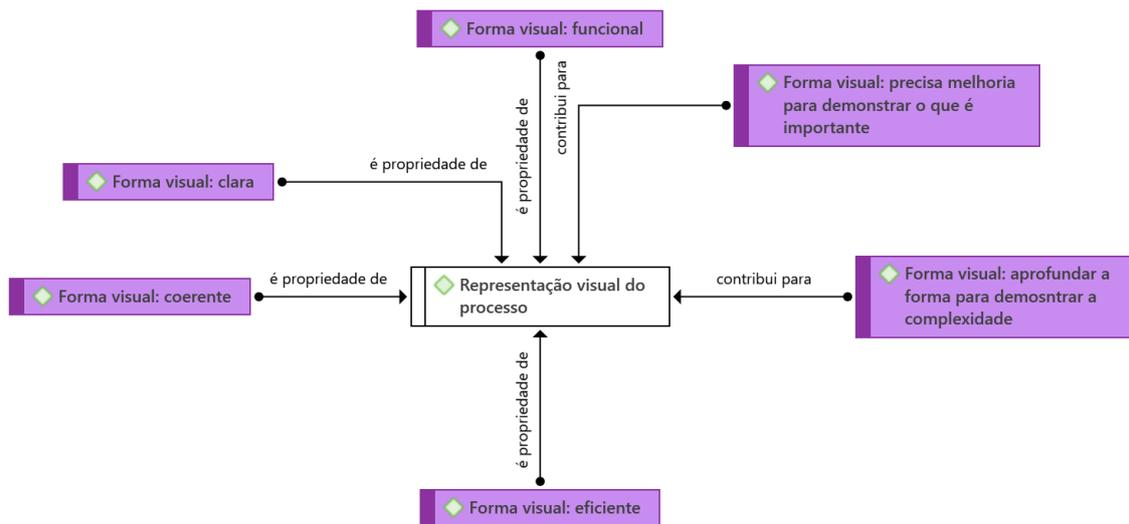 Forma visual: funcional
Forma visual: precisa melhoria
para demonstrar o que é
importante
contribui para
é propriedade de
é propriedade de
Forma visual: clara
é propriedade de
Forma visual: coerente
Representação visual do
processo
contribui para
Forma visual: aprofundar a
forma para demosntrar a
complexidade
é propriedade de
Forma visual: eficiente